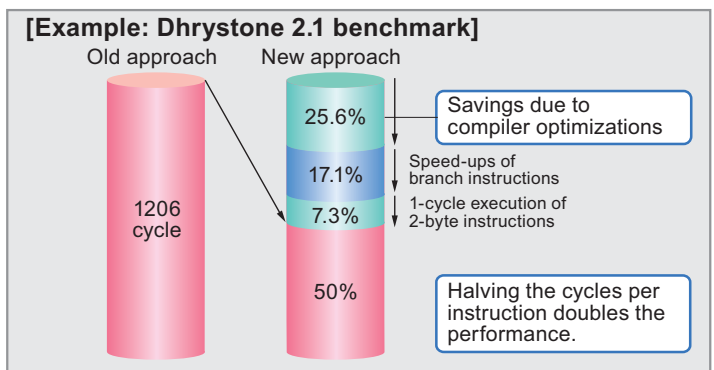 [Example: Dhrystone 2.1 benchmark]
Old approach
New approach
25.6%
Savings due to
compiler optimizations
17.1%
Speed-ups of
branch instructions
1206
cycle
7.3%
1-cycle execution of
2-byte instructions
50%
Halving the cycles per
instruction doubles the
performance.